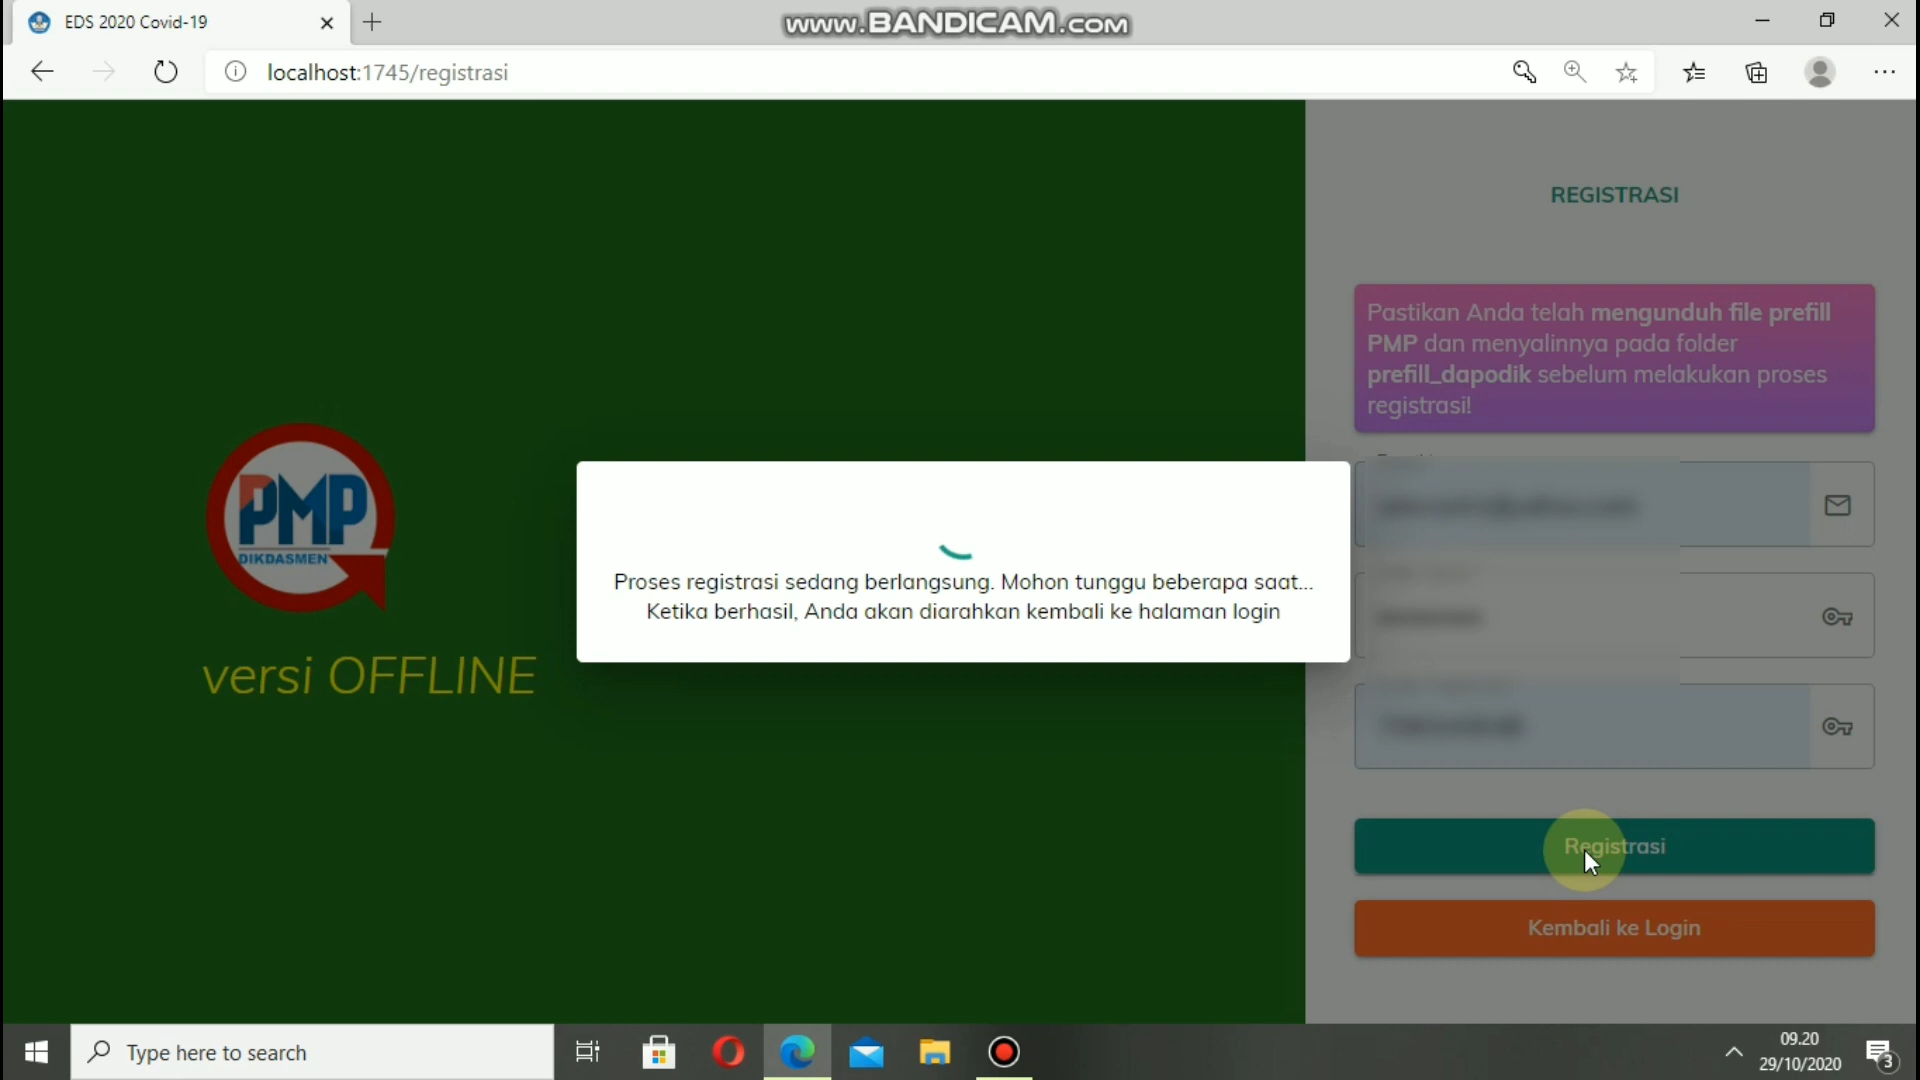 EDS 2020 Covid-19
www.BANDICAM.com
localhost:1745/registrasi
REGISTRASI
Pastikan Anda telah mengunduh file prefill
PMP dan menyalinnya pada folder
prefill_dapodik sebelum melakukan proses
registrasi!
PMP
DIKDASMEN
versi OFFLINE
Proses registrasi sedang berlangsung. Mohon tunggu beberapa saat...
Ketika berhasil, Anda akan diarahkan kembali ke halaman login
Registrasi
Kembali ke Login
Type here to search
09.20
29/10/2020
3